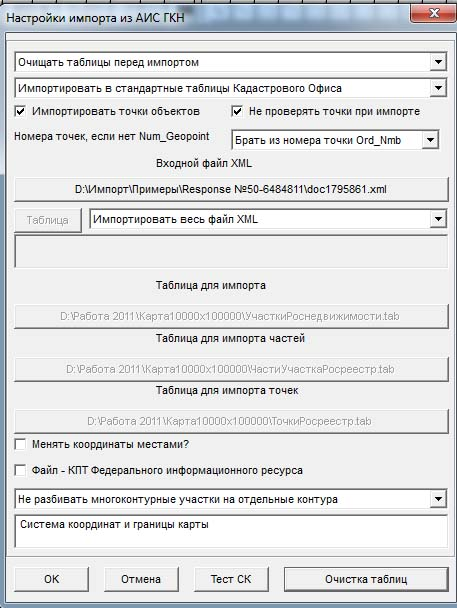 Настройки импорта из АИС ГКН
Очищать таблицы перед импортом
Импортировать в стандартные таблицы Кадастрового Офиса
Импортировать точки объектов
Не проверять точки при импорте
Номера точек, если нет Num_Geopoint
Брать из номера точки Ord_Nmb
Входной файл XML
D:\Импорт\Примеры\Response №50-6484811\doc1795861.xml
Таблица
Импортировать весь файл XML
Таблица для импорта
D:\Работа 2011\Карта10000x100000\УчасткиРоснедвижимости.tab
Таблица для импорта частей
D:\Работа 2011\Карта10000x100000\ЧастиУчасткаРосреестр.tab
Таблица для импорта точек
D:\Работа 2011\Карта10000x100000\ТочкиРосреестр.tab
Менять координаты местами?
Файл - КПТ Федерального информационного ресурса
Не разбивать многоконтурные участки на отдельные контура
Система координат и границы карты
ОК
Отмена
Тест СК
Очистка таблиц